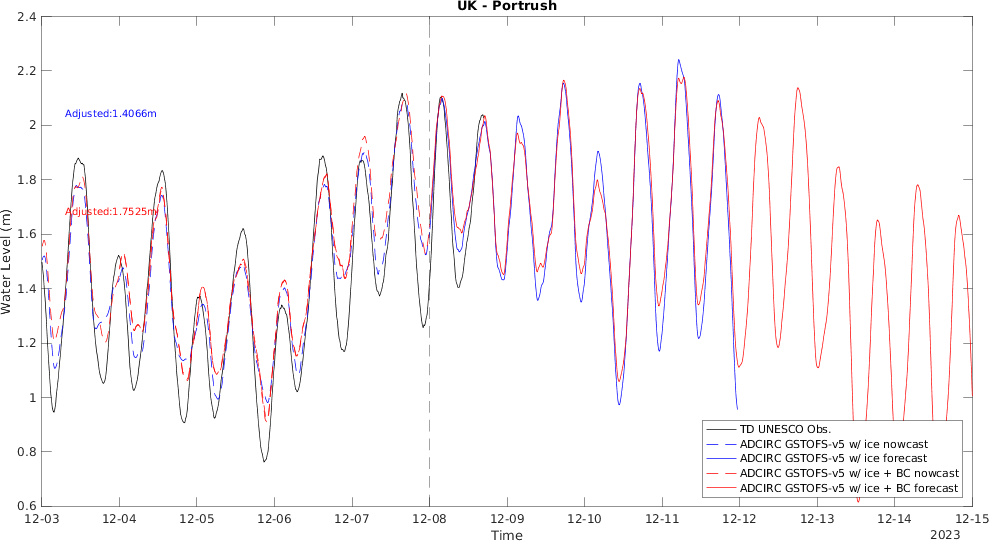 UK - Portrush
2.4
2.2
2
1.8
1.6
1.4
1.2
1
0.8
0.6
Water Level (m)
Adjusted:1.4066m
Adjusted:1.7525m
TD UNESCO Obs.
ADCIRC GSTOFS-v5 w/ ice nowcast
ADCIRC GSTOFS-v5 w/ ice forecast
ADCIRC GSTOFS-v5 w/ ice + BC nowcast
ADCIRC GSTOFS-v5 w/ ice + BC forecast
12-03 12-04 12-05 12-06 12-07 12-08 12-09 12-10 12-11 12-12 12-13 12-14 12-15
Time
2023